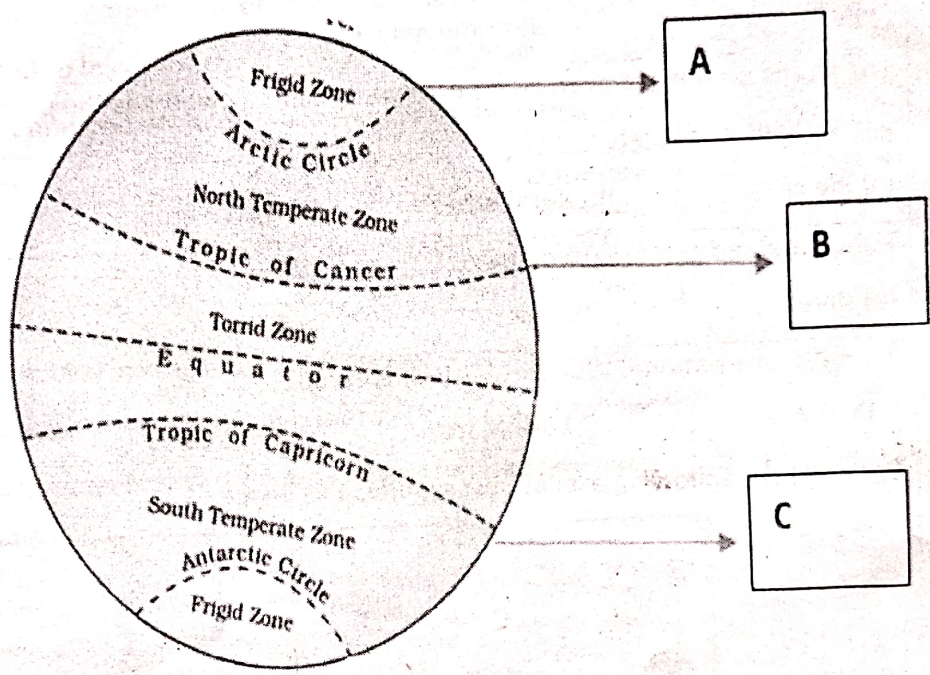 A
Frigid Zone
Arctic Circle
North Temperate Zone
B
Tropic of Cancer
Torrid Zone
Equator
Tropic of Capricorn
C
South Temperate Zone
Antarctic Circle
Frigid Zone